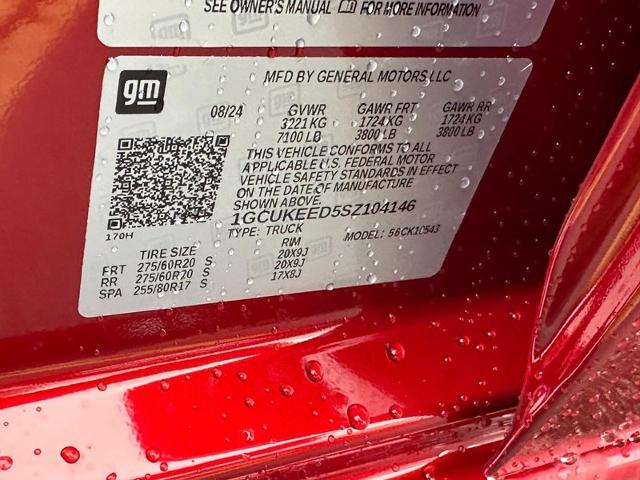 SEE OWNER'S MANUAL FOR MORE INFORMATION
gm
MFD BY GENERAL MOTORS LLC
08/24 GVWR GAWR FRT GAWR RR
3221 KG 1724 KG 1724 KG
7100 LB 3800 LB 3800 LB
THIS VEHICLE CONFORMS TO ALL
APPLICABLE U.S. FEDERAL MOTOR
VEHICLE SAFETY STANDARDS IN EFFECT
ON THE DATE OF MANUFACTURE
SHOWN ABOVE.
1GCUKEED5SZ104146
170H
TYPE: TRUCK MODEL: 56CK10543
TIRE SIZE RIM
FRT 275/60R20 S 20X9J
RR 275/60R20 S 20X9J
SPA 255/80R17 S 17X8J